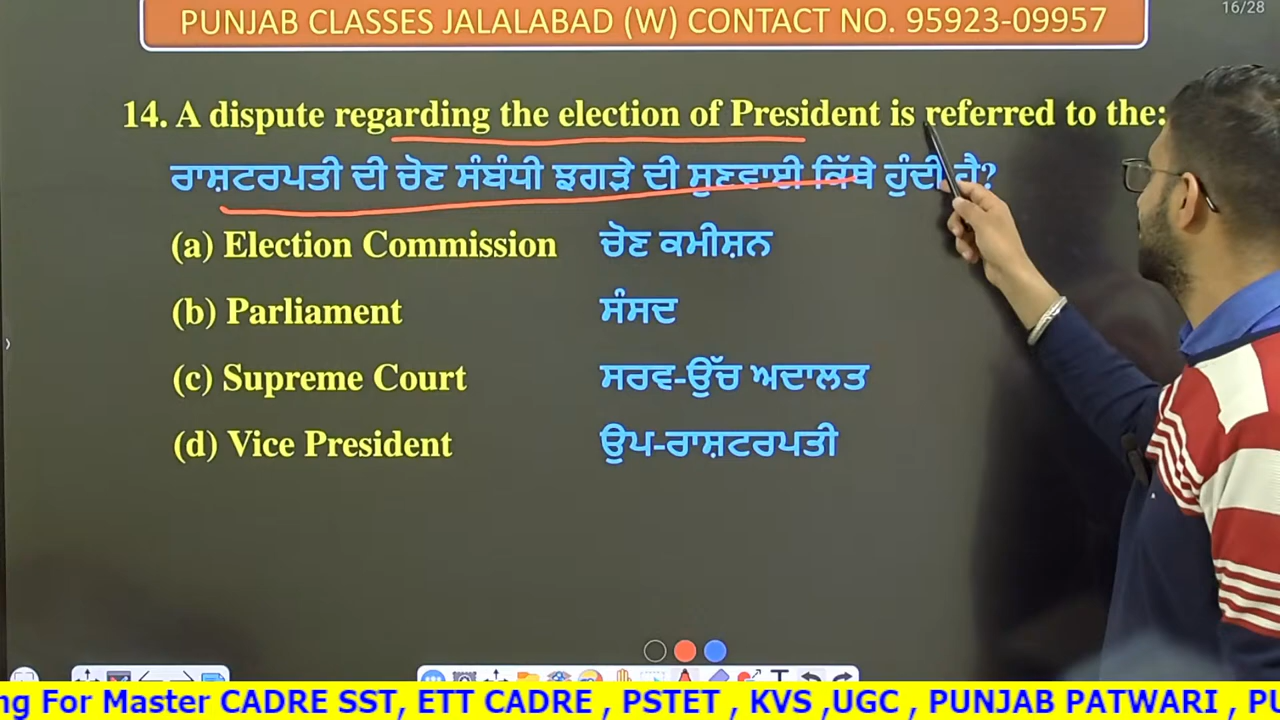 16/28
PUNJAB CLASSES JALALABAD (W) CONTACT NO. 95923-09957
14. A dispute regarding the election of President is referred to the:
ਰਾਸ਼ਟਰਪਤੀ ਦੀ ਚੋਣ ਸੰਬੰਧੀ ਝਗੜੇ ਦੀ ਸੁਣਵਾਈ ਕਿੱਥੇ ਹੁੰਦੀ ਹੈ?
(a) Election Commission ਚੋਣ ਕਮੀਸ਼ਨ
(b) Parliament ਸੰਸਦ
(c) Supreme Court ਸਰਵ-ਉੱਚ ਅਦਾਲਤ
(d) Vice President ਉਪ-ਰਾਸ਼ਟਰਪਤੀ
For Master CADRE SST, ETT CADRE , PSTET , KVS ,UGC , PUNJAB PATWARI ,